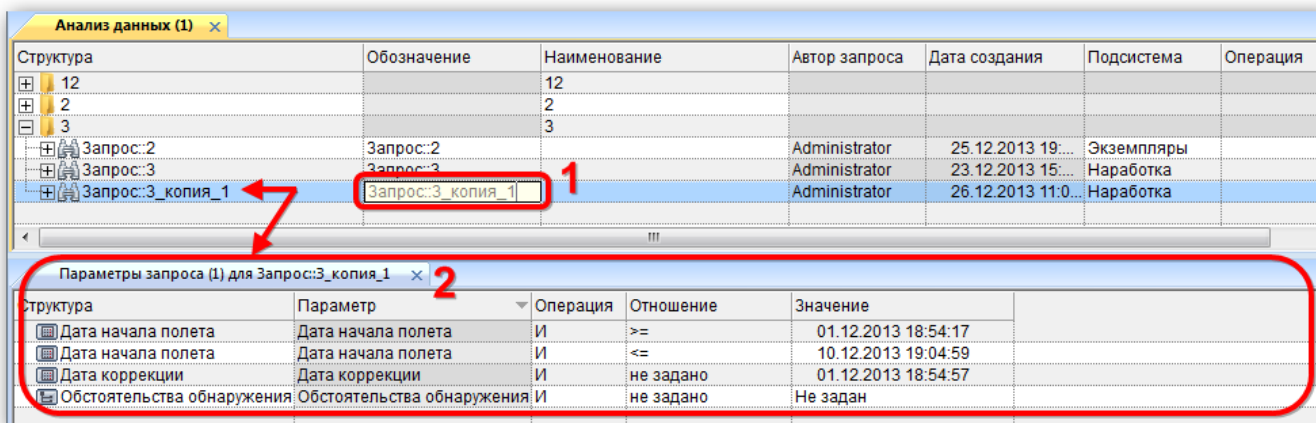 Анализ данных (1)
Структура Обозначение Наименование Автор запроса Дата создания Подсистема Операция
12 12
2 2
3 3
Запрос::2 Запрос::2 Administrator 25.12.2013 19:... Экземпляры
Запрос::3 Запрос::3 Administrator 23.12.2013 15:... Наработка
Запрос::3_копия_1 Запрос::3_копия_1 Administrator 26.12.2013 11:0... Наработка
1
Параметры запроса (1) для Запрос::3_копия_1
2
Структура Параметр Операция Отношение Значение
Дата начала полета Дата начала полета И >= 01.12.2013 18:54:17
Дата начала полета Дата начала полета И <= 10.12.2013 19:04:59
Дата коррекции Дата коррекции И не задано 01.12.2013 18:54:57
Обстоятельства обнаружения Обстоятельства обнаружения И не задано Не задан